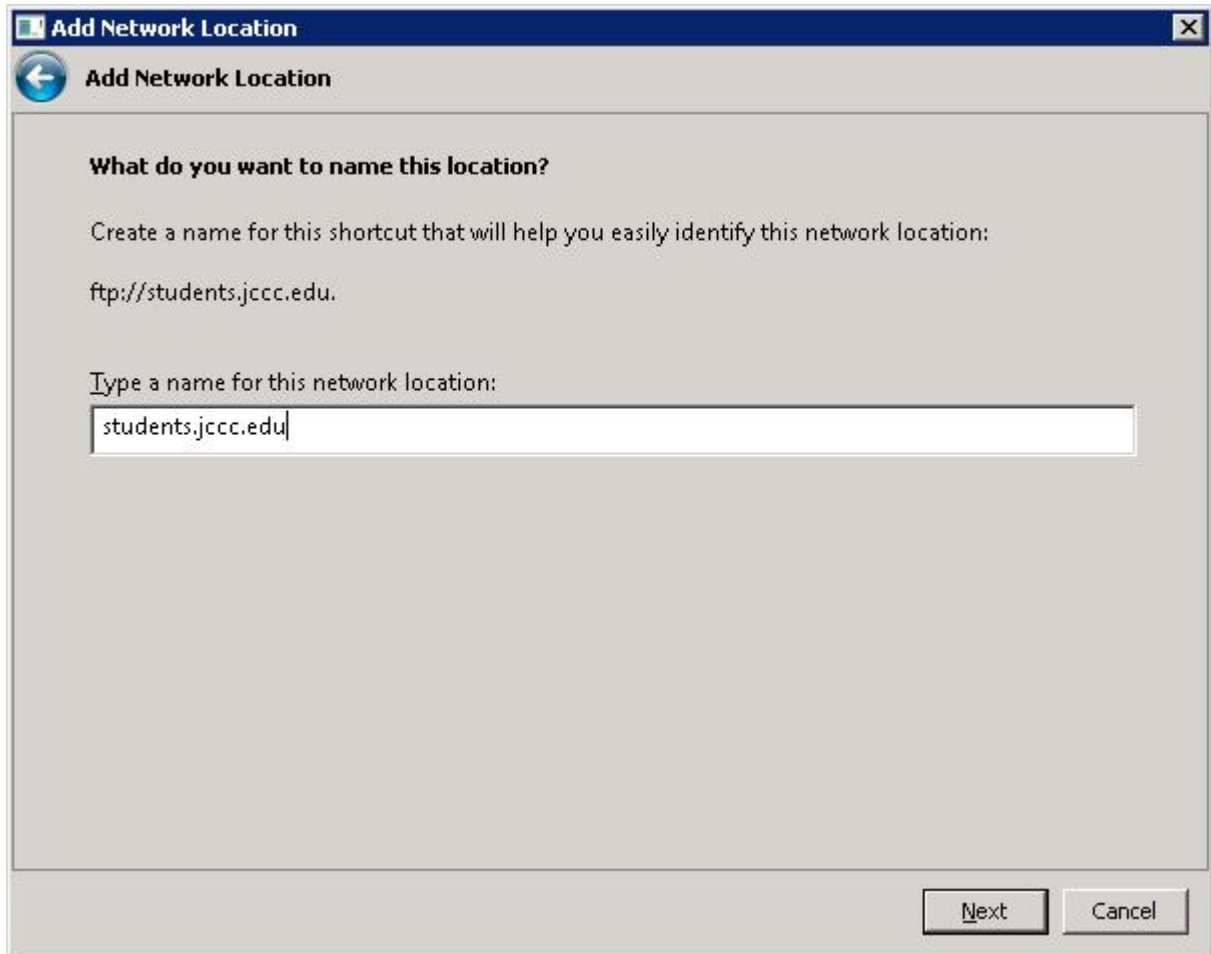 Add Network Location
Add Network Location
What do you want to name this location?
Create a name for this shortcut that will help you easily identify this network location:
ftp://students.jccc.edu.
Type a name for this network location:
students.jccc.edu
Next Cancel